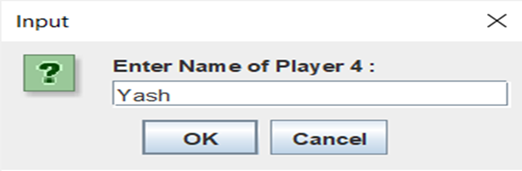 Input
?
Enter Name of Player 4 :
Yash
OK Cancel